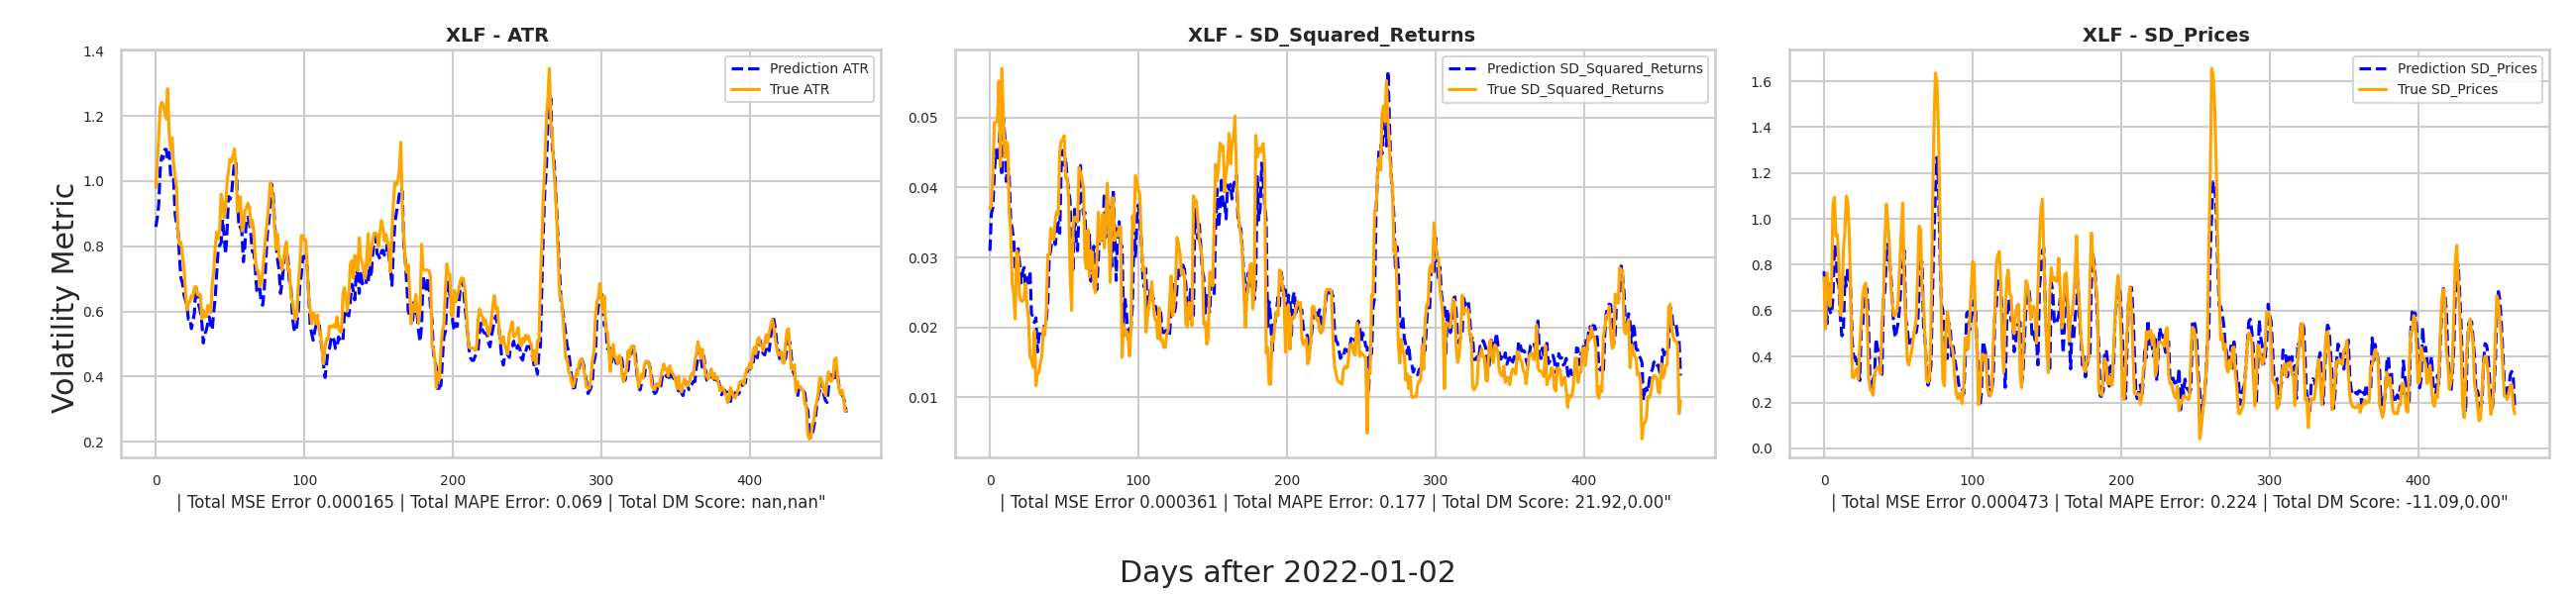 XLF - ATR
Volatility Metric
1.4
1.2
1.0
0.8
0.6
0.4
0.2
Prediction ATR
True ATR
0 100 200 300 400
| Total MSE Error 0.000165 | Total MAPE Error: 0.069 | Total DM Score: nan,nan"
XLF - SD_Squared_Returns
0.05
0.04
0.03
0.02
0.01
Prediction SD_Squared_Returns
True SD_Squared_Returns
0 100 200 300 400
| Total MSE Error 0.000361 | Total MAPE Error: 0.177 | Total DM Score: 21.92,0.00"
XLF - SD_Prices
1.6
1.4
1.2
1.0
0.8
0.6
0.4
0.2
0.0
Prediction SD_Prices
True SD_Prices
0 100 200 300 400
| Total MSE Error 0.000473 | Total MAPE Error: 0.224 | Total DM Score: -11.09,0.00"
Days after 2022-01-02